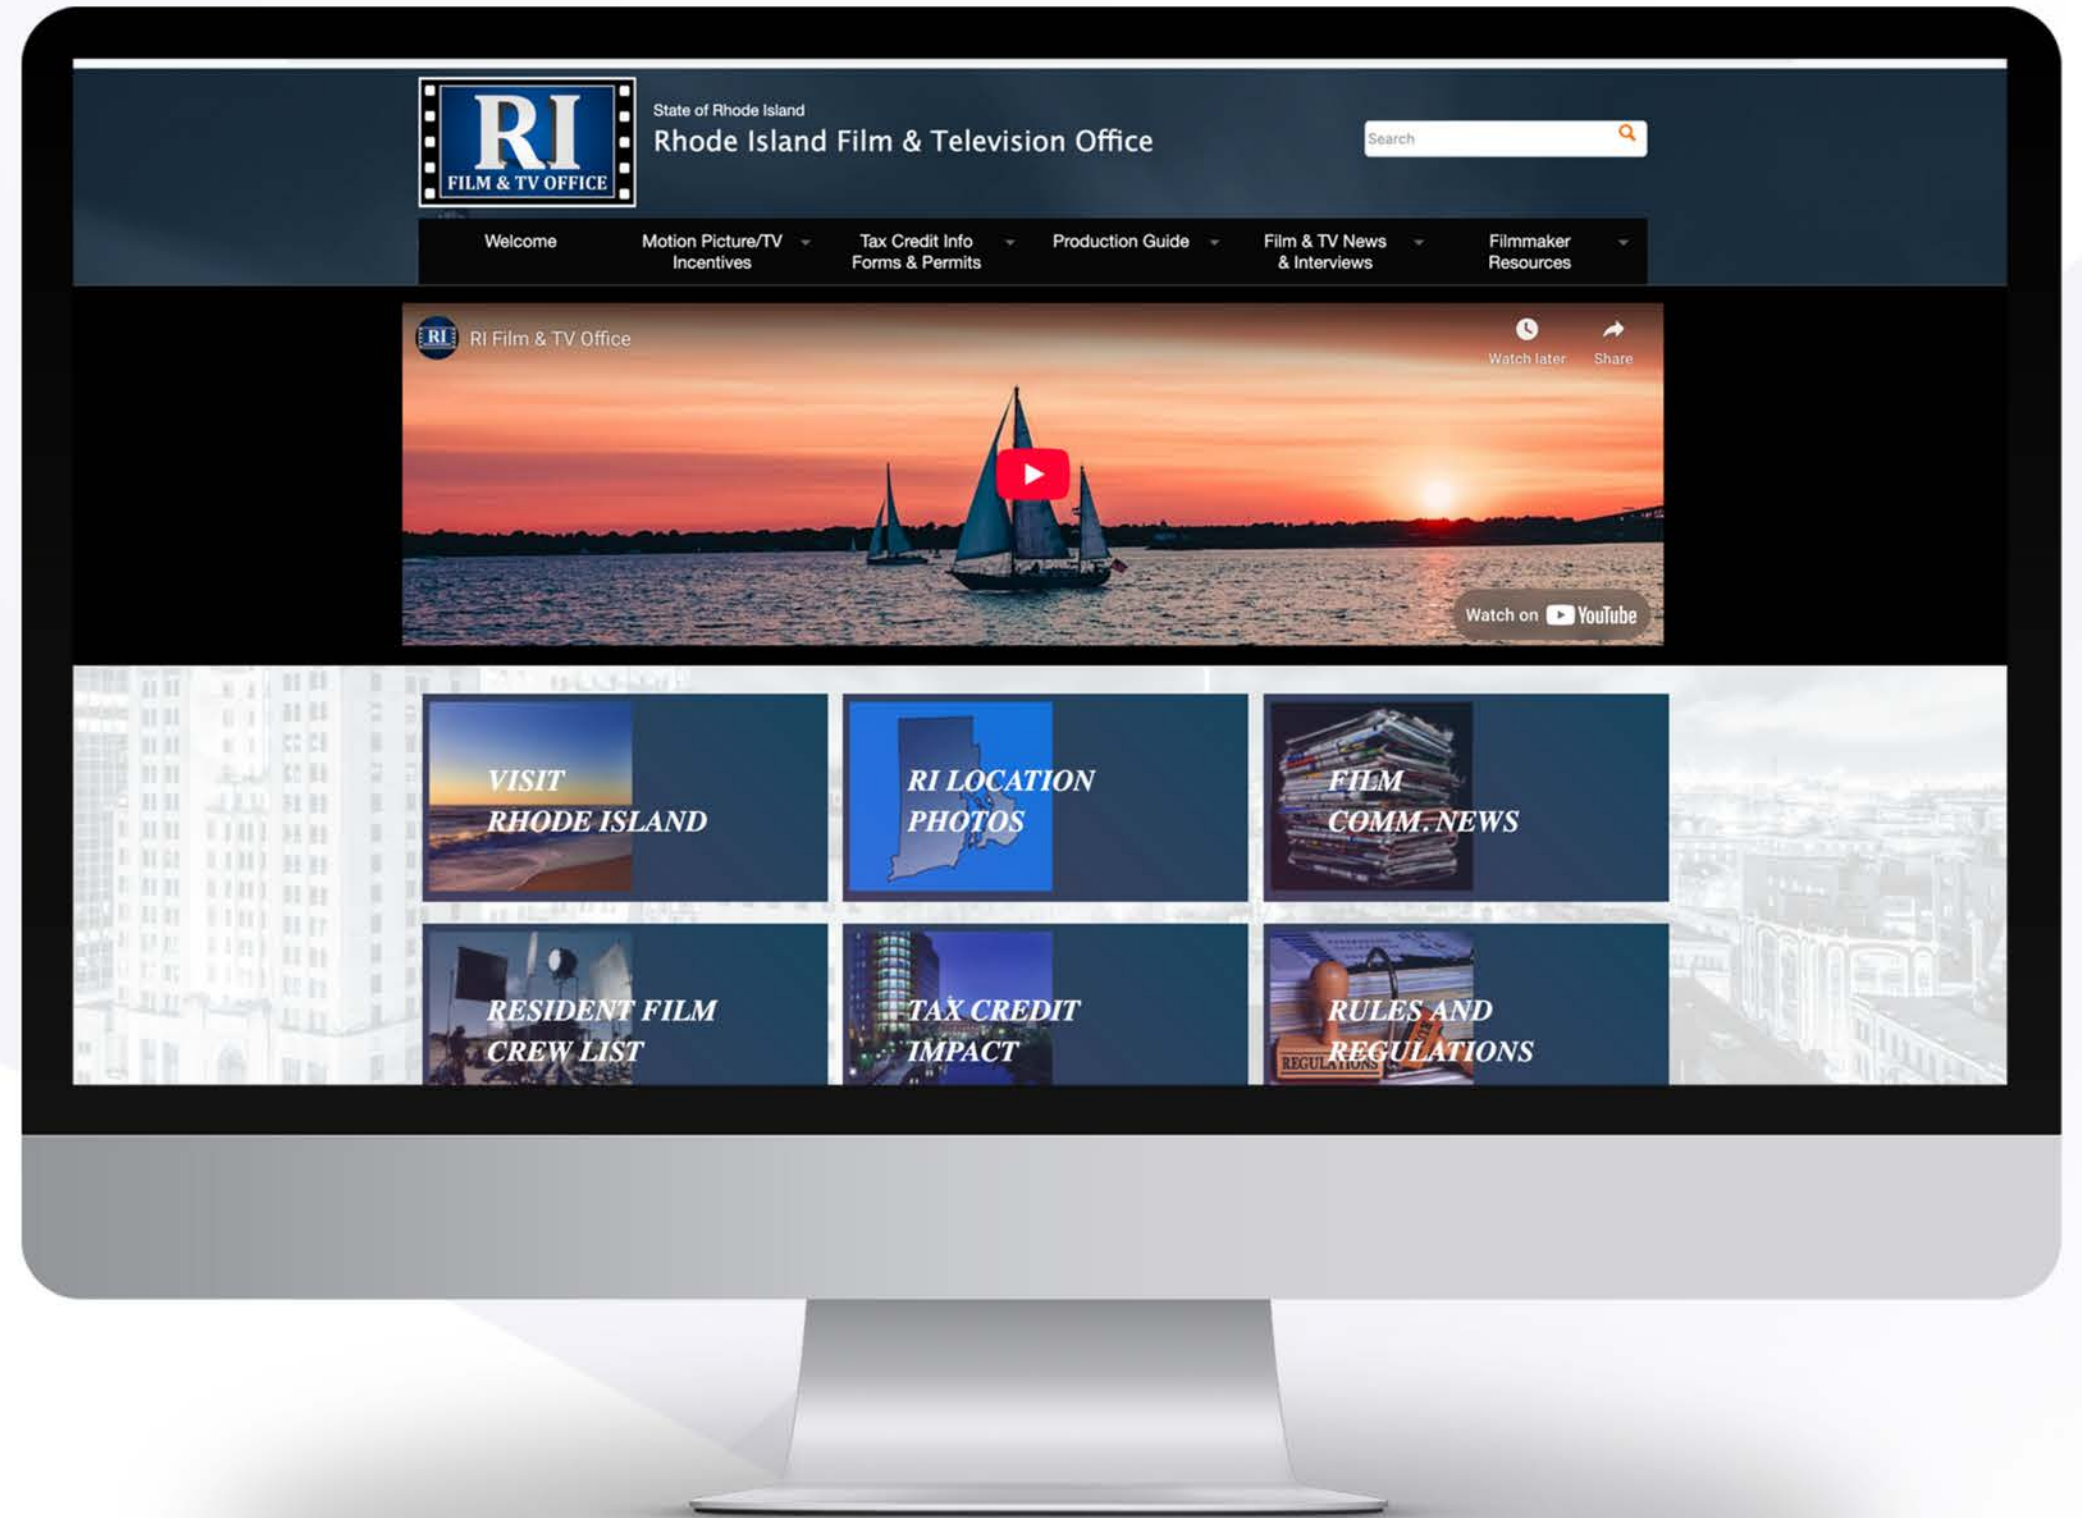 RI
FILM & TV OFFICE
State of Rhode Island
Rhode Island Film & Television Office
Search
Welcome
Motion Picture/TV
Incentives
Tax Credit Info
Forms & Permits
Production Guide
Film & TV News
& Interviews
Filmmaker
Resources
RI
RI Film & TV Office
Watch later
Share
Watch on YouTube
VISIT
RHODE ISLAND
RI LOCATION
PHOTOS
FILM
COMM. NEWS
RESIDENT FILM
CREW LIST
TAX CREDIT
IMPACT
RULES AND
REGULATIONS
REGULATIONS